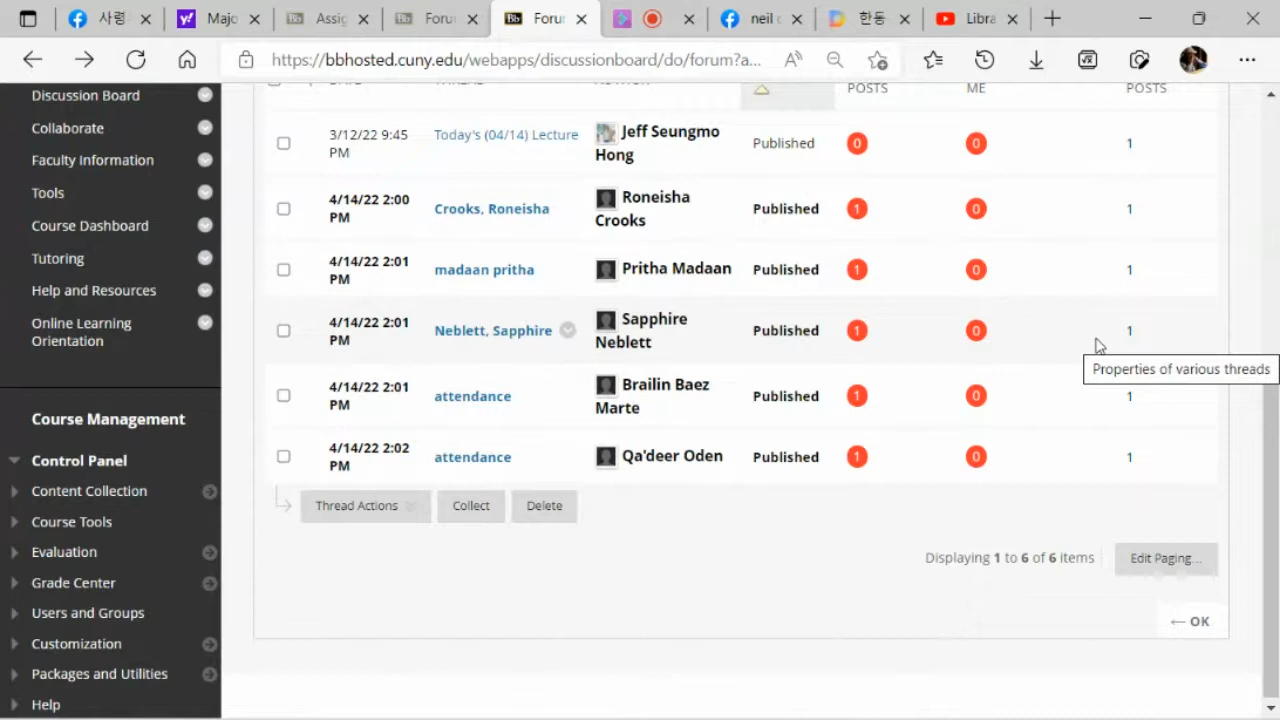 사령
Majo
Assig
Foru
Foru
neil c
한동
Libra
https://bbhosted.cuny.edu/webapps/discussionboard/do/forum?a...
Discussion Board
Collaborate
Faculty Information
Tools
Course Dashboard
Tutoring
Help and Resources
Online Learning
Orientation
Course Management
Control Panel
Content Collection
Course Tools
Evaluation
Grade Center
Users and Groups
Customization
Packages and Utilities
Help
POSTS ME POSTS
3/12/22 9:45 PM Today's (04/14) Lecture Jeff Seungmo Hong Published 0 0 1
4/14/22 2:00 PM Crooks, Roneisha Roneisha Crooks Published 1 0 1
4/14/22 2:01 PM madaan pritha Pritha Madaan Published 1 0 1
4/14/22 2:01 PM Neblett, Sapphire Sapphire Neblett Published 1 0 1
Properties of various threads
4/14/22 2:01 PM attendance Brailin Baez Marte Published 1 0 1
4/14/22 2:02 PM attendance Qa'deer Oden Published 1 0 1
Thread Actions Collect Delete
Displaying 1 to 6 of 6 items Edit Paging...
← OK